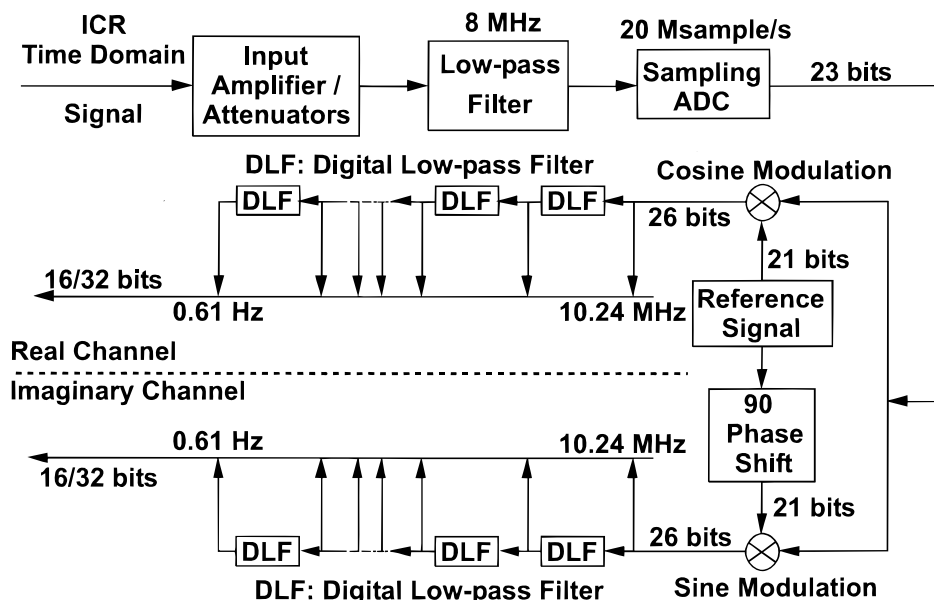 ICR
Time Domain
Signal
Input
Amplifier /
Attenuators
8 MHz
Low-pass
Filter
20 Msample/s
Sampling
ADC
23 bits
DLF: Digital Low-pass Filter
Cosine Modulation
DLF
DLF
DLF
26 bits
21 bits
16/32 bits
0.61 Hz
10.24 MHz
Reference
Signal
Real Channel
Imaginary Channel
90
Phase
Shift
0.61 Hz
10.24 MHz
16/32 bits
21 bits
26 bits
DLF
DLF
DLF
DLF: Digital Low-pass Filter
Sine Modulation